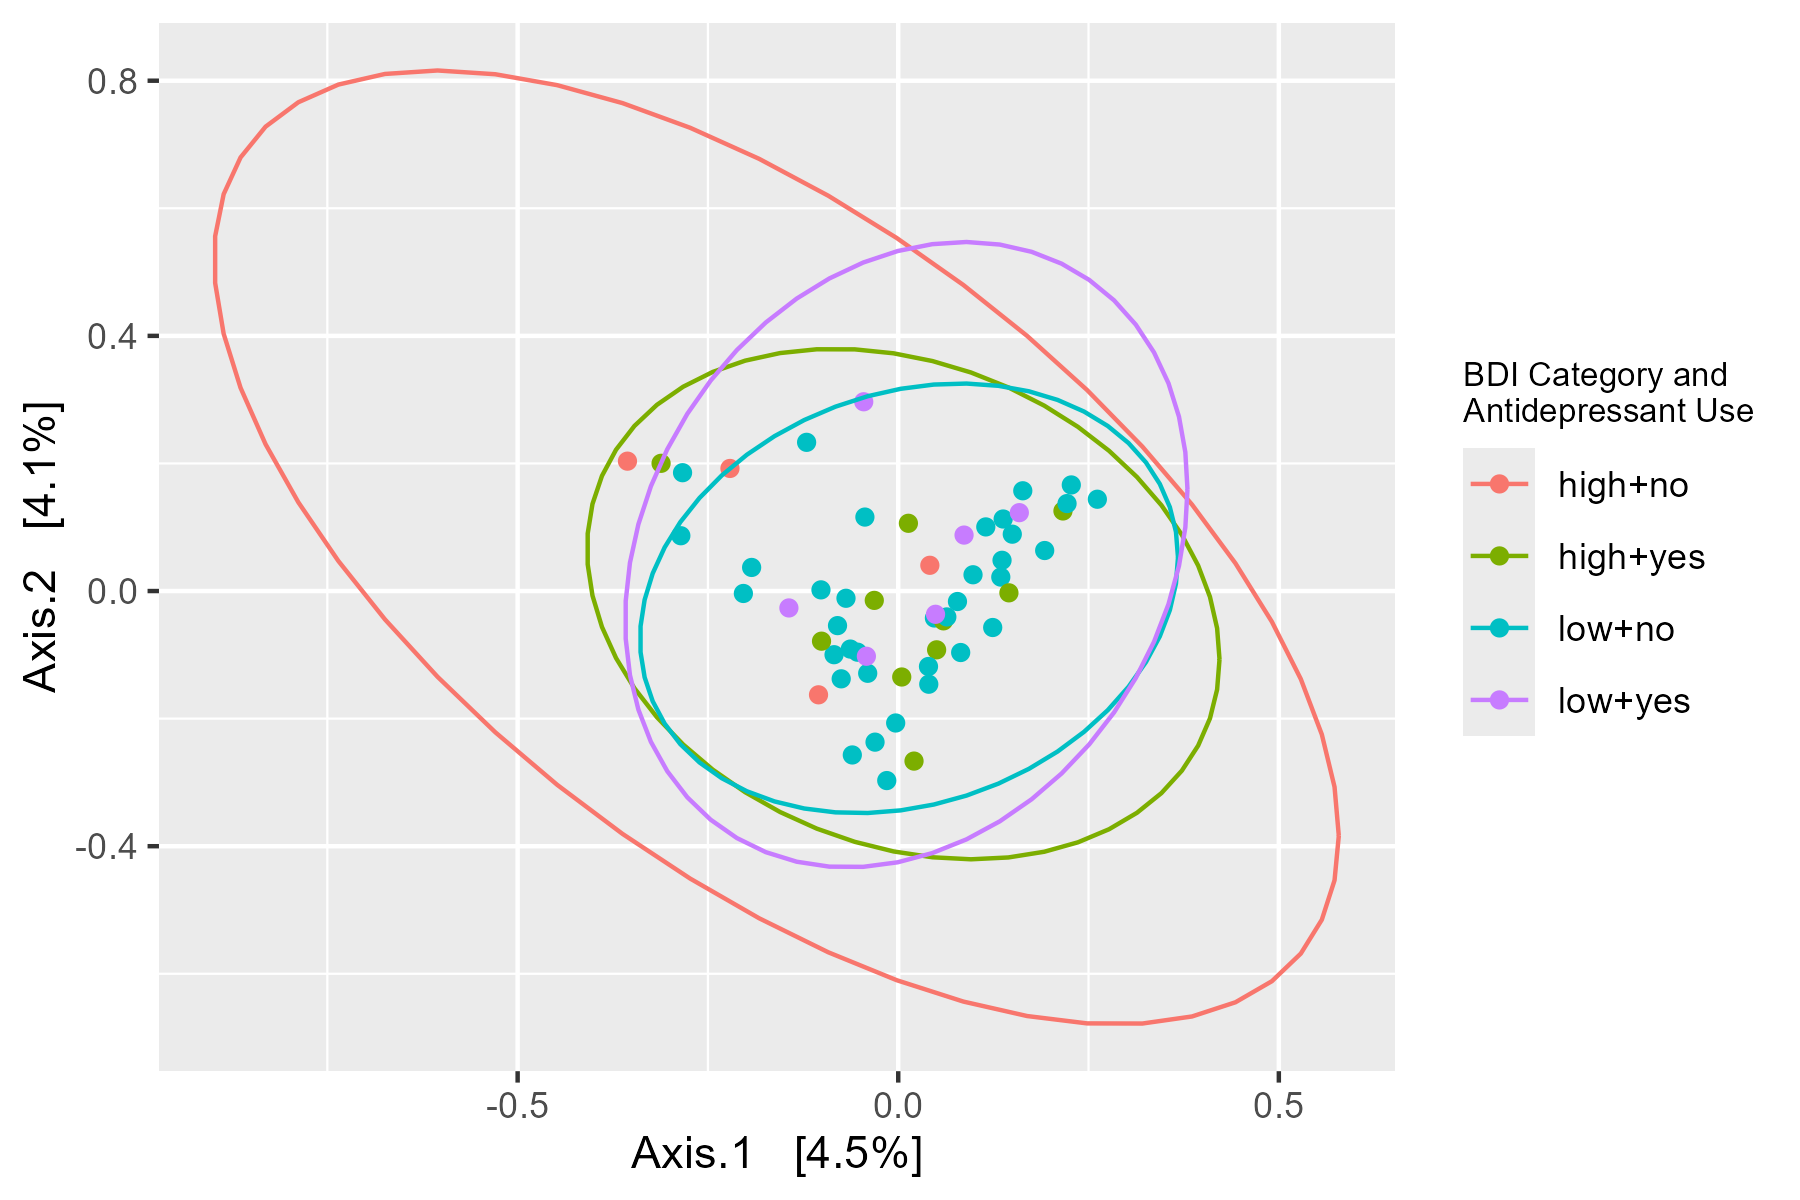 0.8
0.4
0.0
-0.4
Axis.2 [4.1%]
-0.5
0.0
0.5
Axis.1 [4.5%]
BDI Category and
Antidepressant Use
high+no
high+yes
low+no
low+yes